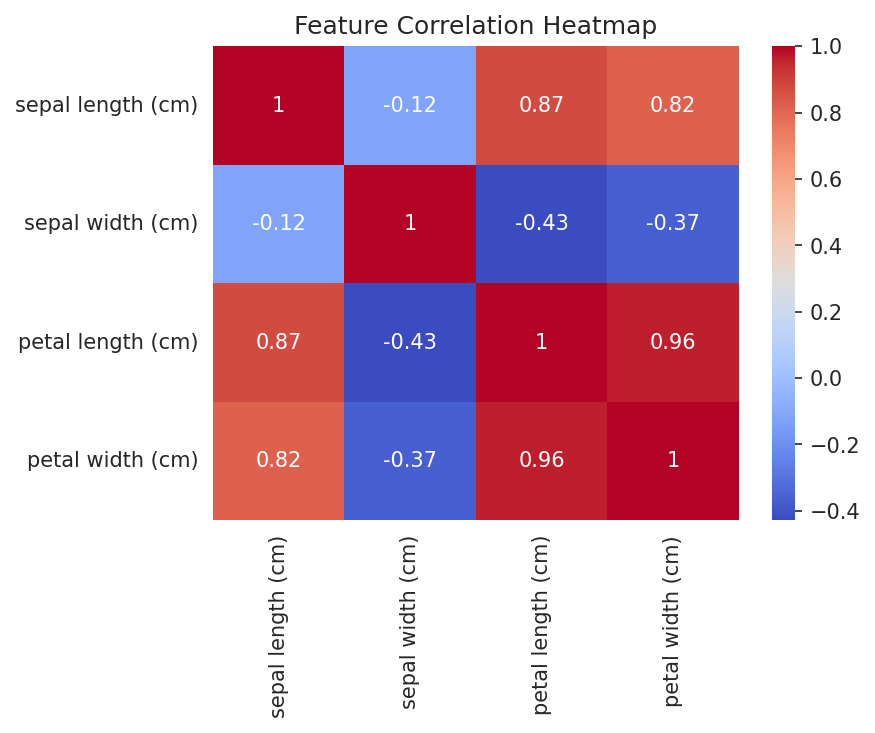 Feature Correlation Heatmap
sepal length (cm)
1
-0.12
0.87
0.82
sepal width (cm)
-0.12
1
-0.43
-0.37
petal length (cm)
0.87
-0.43
1
0.96
petal width (cm)
0.82
-0.37
0.96
1
sepal length (cm)
sepal width (cm)
petal length (cm)
petal width (cm)
1.0
0.8
0.6
0.4
0.2
0.0
−0.2
−0.4